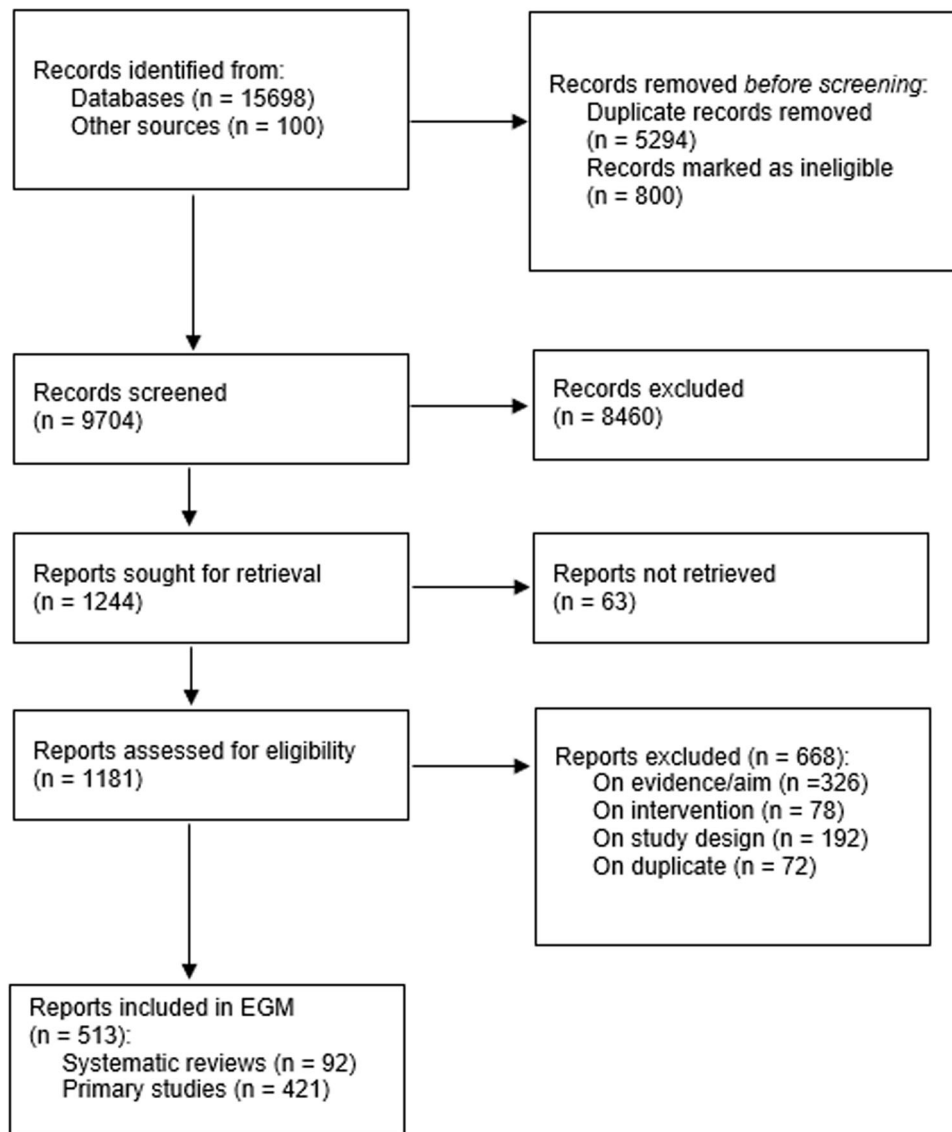 Records identified from:
Databases (n = 15698)
Other sources (n = 100)
Records removed before screening:
Duplicate records removed
(n = 5294)
Records marked as ineligible
(n = 800)
Records screened
(n = 9704)
Records excluded
(n = 8460)
Reports sought for retrieval
(n = 1244)
Reports not retrieved
(n = 63)
Reports assessed for eligibility
(n = 1181)
Reports excluded (n = 668):
On evidence/aim (n =326)
On intervention (n = 78)
On study design (n = 192)
On duplicate (n = 72)
Reports included in EGM
(n = 513):
Systematic reviews (n = 92)
Primary studies (n = 421)